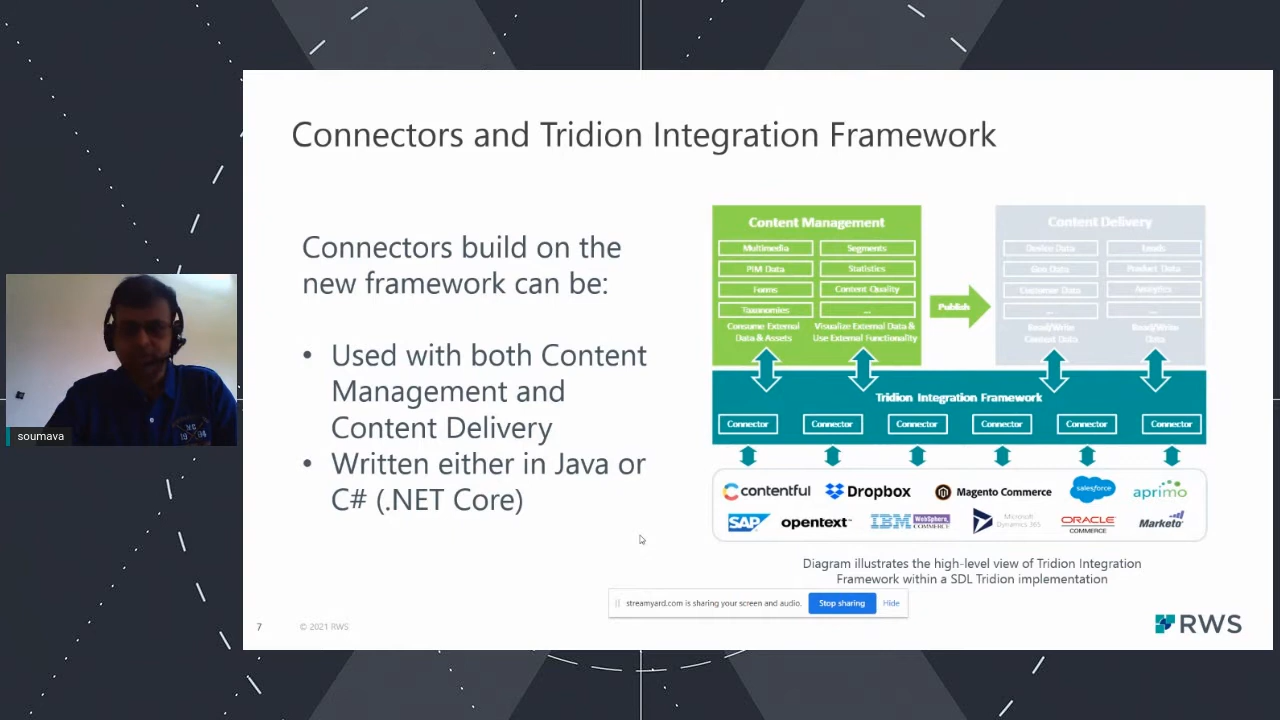 Connectors and Tridion Integration Framework
Connectors build on the
new framework can be:
• Used with both Content
Management and
Content Delivery
• Written either in Java or
C# (.NET Core)
Content Management
Multimedia
Segments
PIM Data
Statistics
Forms
Content Quality
Taxonomies
...
Consume External
Data & Assets
Visualize External Data &
Use External Functionality
Publish
Content Delivery
Device Data
Leads
Geo Data
Product Data
Customer Data
Analytics
...
...
Read/Write
Context Data
Read/Write
Data
Tridion Integration Framework
Connector
Connector
Connector
Connector
Connector
Connector
contentful
Dropbox
Magento Commerce
salesforce
aprimo
SAP
opentext™
IBM WebSphere. COMMERCE
Microsoft
Dynamics 365
ORACLE
COMMERCE
Marketo
Diagram illustrates the high-level view of Tridion Integration
Framework within a SDL Tridion implementation
streamyard.com is sharing your screen and audio.
Stop sharing
Hide
7
© 2021 RWS
RWS
soumava